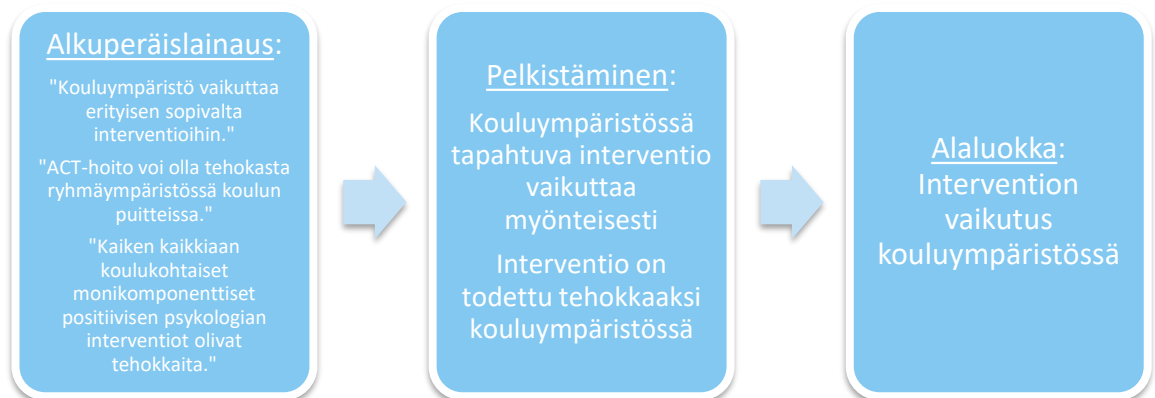 Alkuperäislainaus:
"Kouluympäristö vaikuttaa
erityisen sopivalta
interventioihin."
"ACT-hoito voi olla tehokasta
ryhmäympäristössä koulun
puitteissa."
"Kaiken kaikkiaan
koulukohtaiset
monikomponenttiset
positiivisen psykologian
interventiot olivat
tehokkaita."
Pelkistäminen:
Kouluympäristössä
tapahtuva interventio
vaikuttaa
myönteisesti
Interventio on
todettu tehokkaaksi
kouluympäristössä
Alaluokka:
Intervention
vaikutus
kouluympäristössä